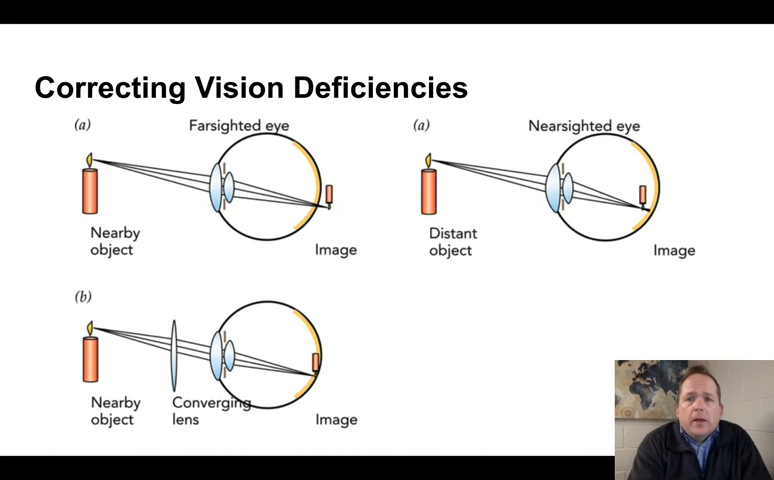 Correcting Vision Deficiencies
(a)
Farsighted eye
Nearby
object
Image
(a)
Nearsighted eye
Distant
object
Image
(b)
Nearby
object
Converging
lens
Image